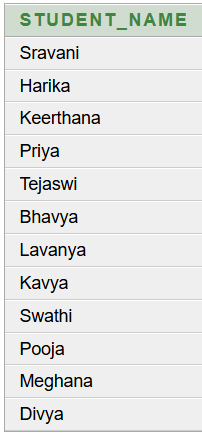 STUDENT_NAME
Sravani
Harika
Keerthana
Priya
Tejaswi
Bhavya
Lavanya
Kavya
Swathi
Pooja
Meghana
Divya